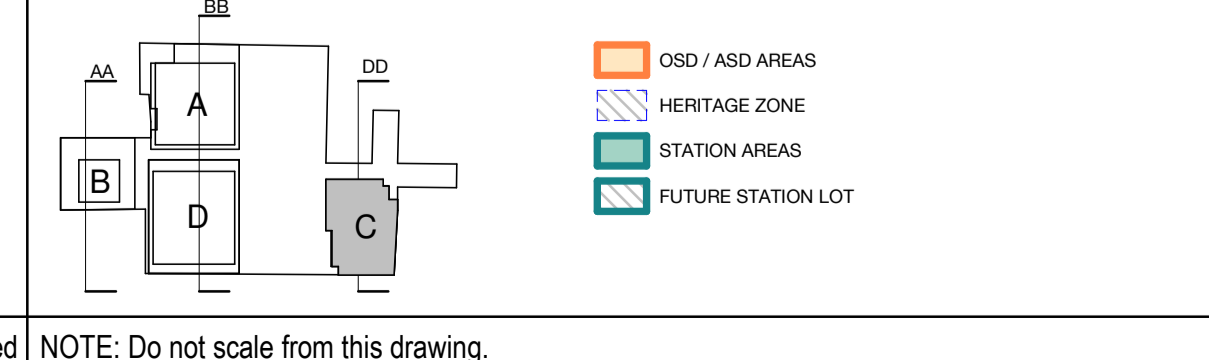 BB
AA
DD
A
B
D
C
OSD / ASD AREAS
HERITAGE ZONE
STATION AREAS
FUTURE STATION LOT
ed
NOTE: Do not scale from this drawing.